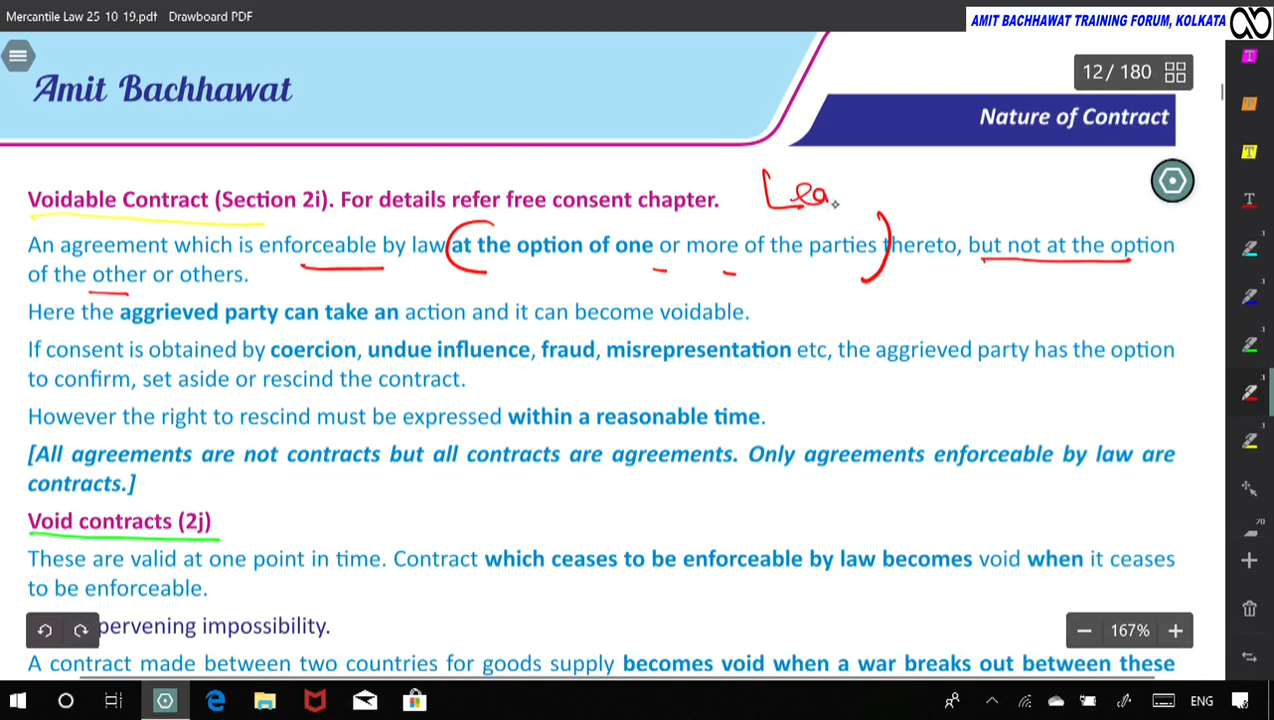 Mercantile Law 25 10 19.pdf  Drawboard PDF
AMIT BACHHAWAT TRAINING FORUM, KOLKATA
Amit Bachhawat
12 / 180
Nature of Contract
Voidable Contract (Section 2i). For details refer free consent chapter.
Lea
An agreement which is enforceable by law at the option of one or more of the parties thereto, but not at the option
of the other or others.
Here the aggrieved party can take an action and it can become voidable.
If consent is obtained by coercion, undue influence, fraud, misrepresentation etc, the aggrieved party has the option
to confirm, set aside or rescind the contract.
However the right to rescind must be expressed within a reasonable time.
[All agreements are not contracts but all contracts are agreements. Only agreements enforceable by law are
contracts.]
Void contracts (2j)
These are valid at one point in time. Contract which ceases to be enforceable by law becomes void when it ceases
to be enforceable.
pervening impossibility.
167%
A contract made between two countries for goods supply becomes void when a war breaks out between these
20
ENG